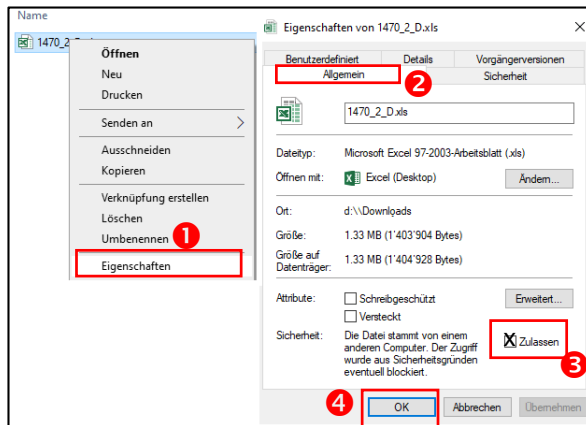 Name
1470_2
Öffnen
Neu
Drucken
Senden an
Ausschneiden
Kopieren
Verknüpfung erstellen
Löschen
Umbenennen
1
Eigenschaften
Eigenschaften von 1470_2_D.xls
Benutzerdefiniert Details Vorgängerversionen
Allgemein Sicherheit
2
1470_2_D.xls
Dateityp: Microsoft Excel 97-2003-Arbeitsblatt (.xls)
Öffnen mit: Excel (Desktop) Ändern...
Ort: d:\\Downloads
Größe: 1.33 MB (1'403'904 Bytes)
Größe auf Datenträger: 1.33 MB (1'404'928 Bytes)
Attribute: Schreibgeschützt Erweitert...
Versteckt
Sicherheit: Die Datei stammt von einem
anderen Computer. Der Zugriff
wurde aus Sicherheitsgründen
eventuell blockiert.
X Zulassen
3
4
OK Abbrechen Übernehmen